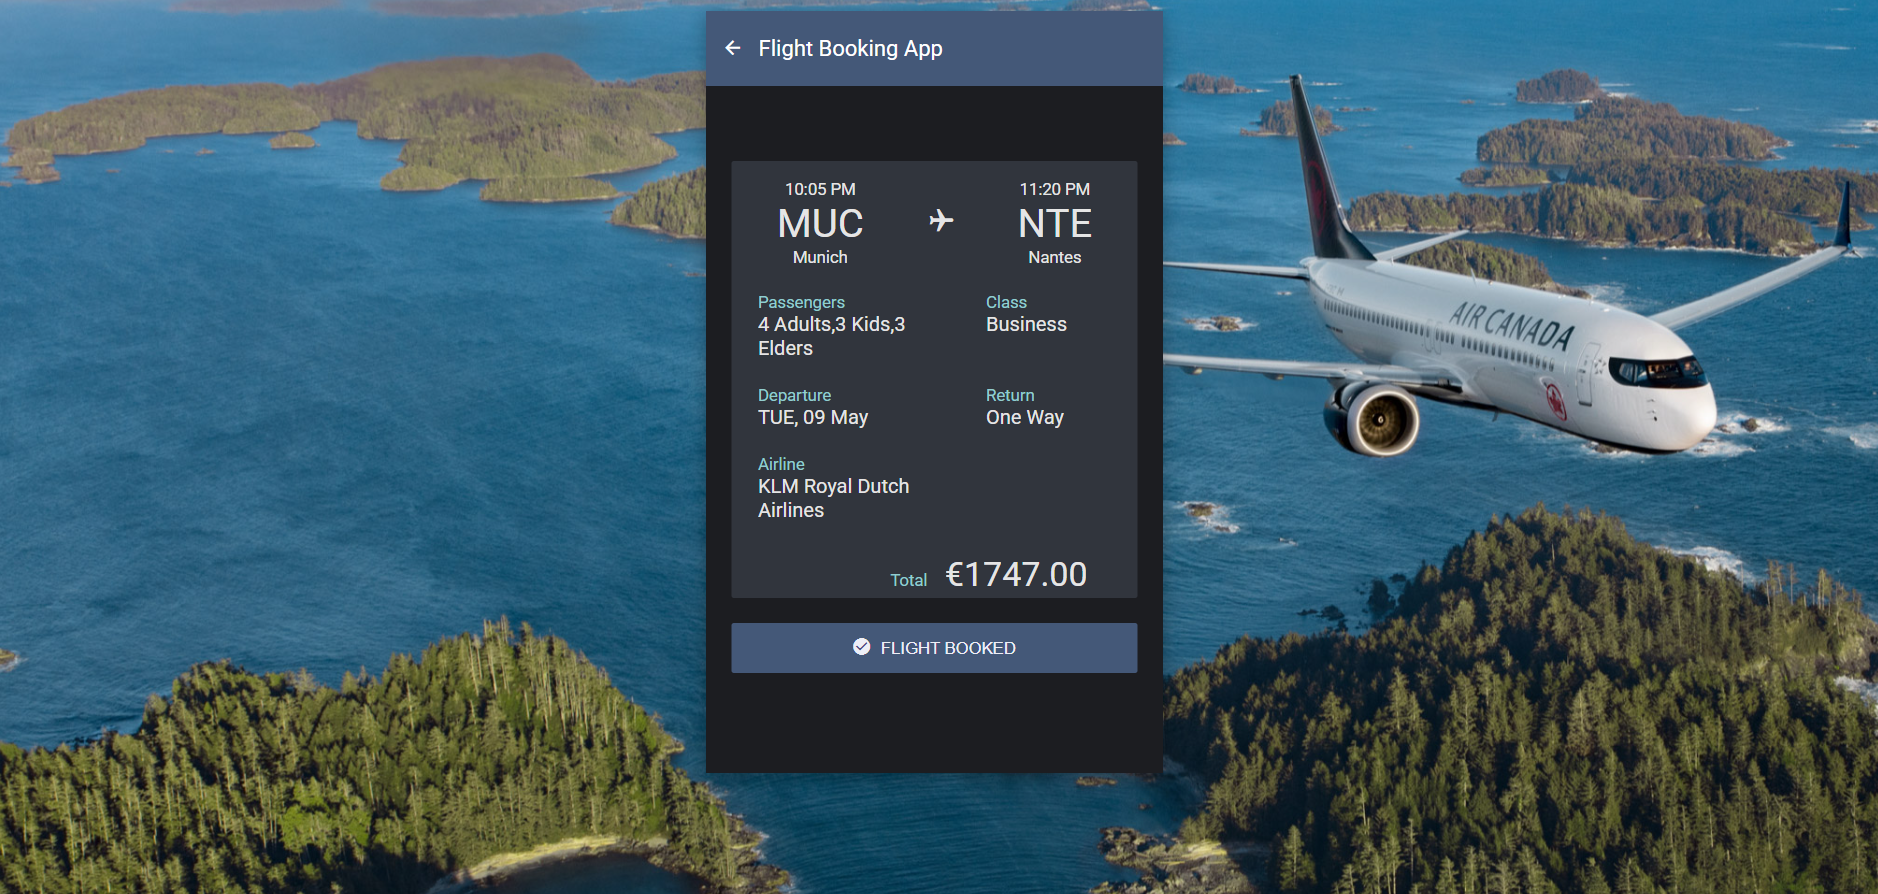 Flight Booking App
10:05 PM
MUC
Munich
11:20 PM
NTE
Nantes
Passengers
4 Adults,3 Kids,3
Elders
Class
Business
Departure
TUE, 09 May
Return
One Way
Airline
KLM Royal Dutch
Airlines
Total €1747.00
FLIGHT BOOKED
AIR CANADA